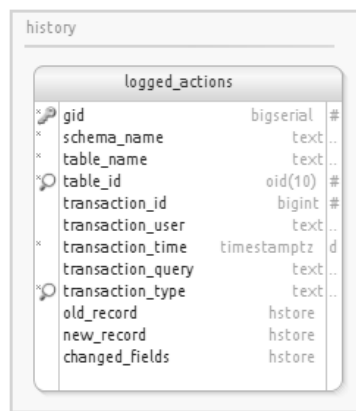 history
logged_actions
gid bigserial #
schema_name text ..
table_name text ..
table_id oid(10) #
transaction_id bigint #
transaction_user text ..
transaction_time timestamptz d
transaction_query text ..
transaction_type text ..
old_record hstore
new_record hstore
changed_fields hstore